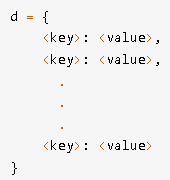 d = {
    <key>: <value>,
    <key>: <value>,
      .
      .
      .
    <key>: <value>
}